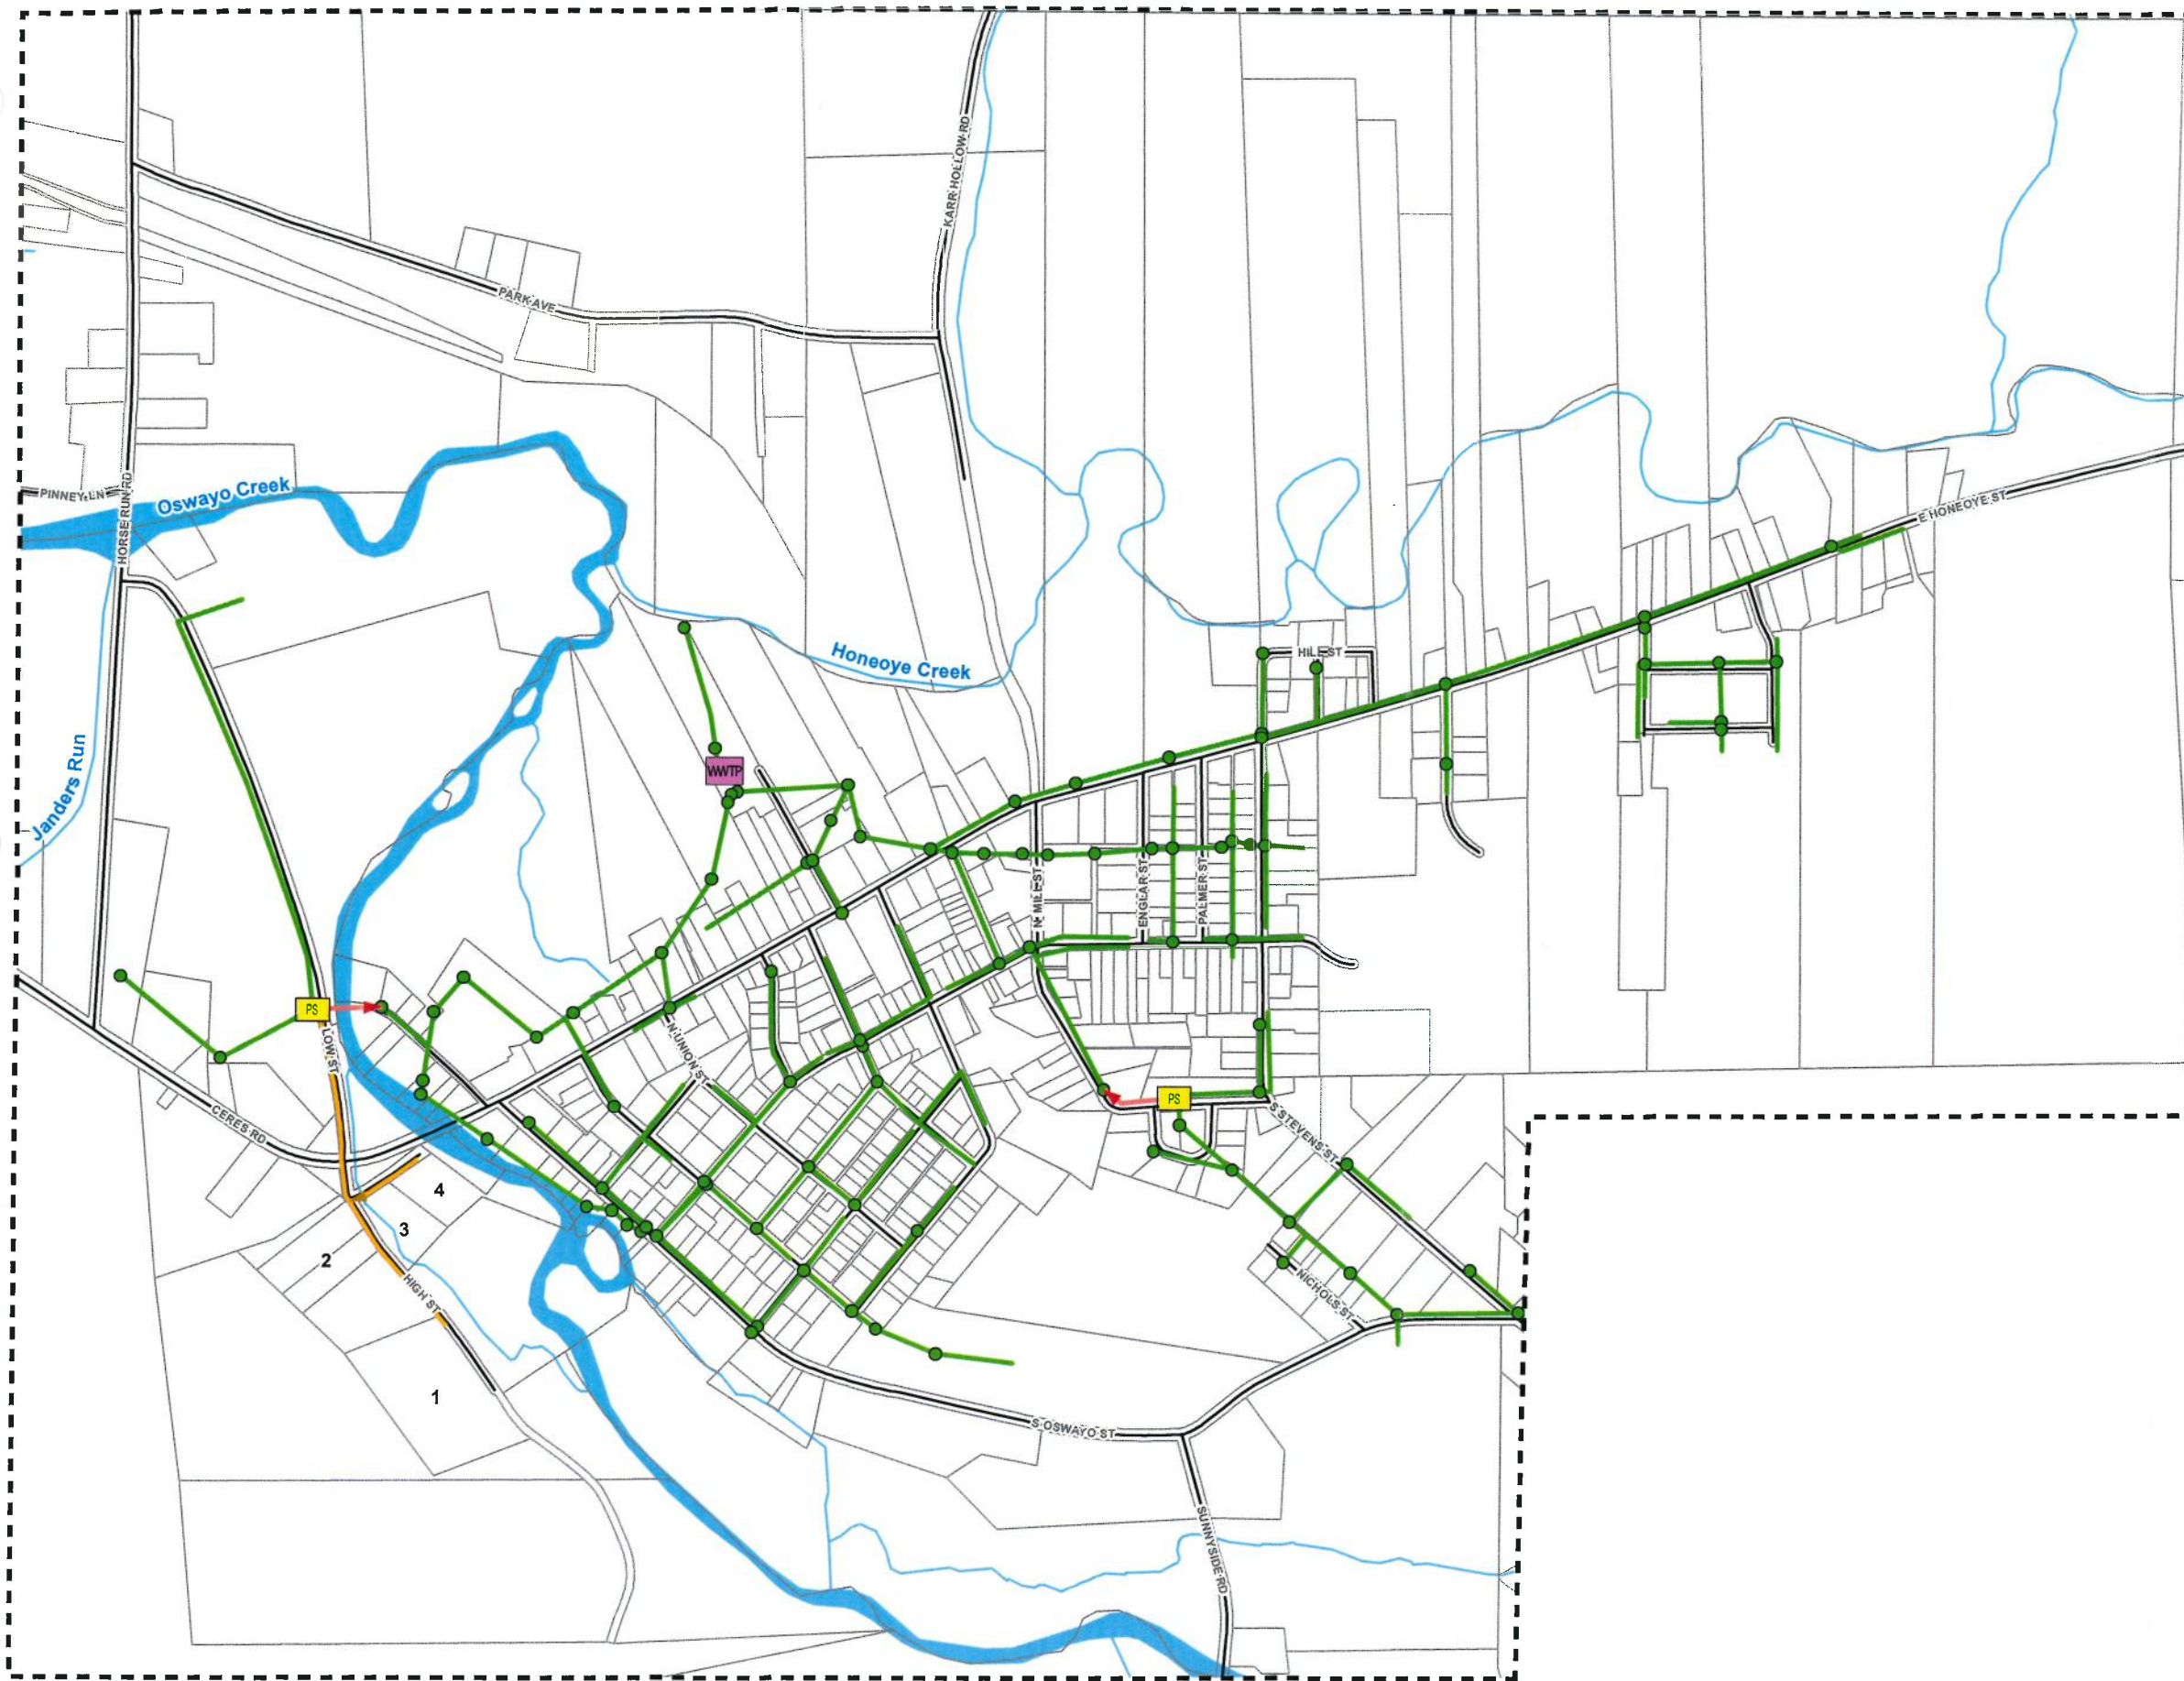 KARR HOLLOW RD
PARK AVE
PINNEY LN
HORSE RUN RD
Oswayo Creek
E HONEOYE ST
Honeoye Creek
HILL ST
Janders Run
WWTP
N MILL ST
ENGLAR ST
PALMER ST
PS
LOW ST
N UNION ST
PS
CERES RD
S STEVENS ST
4
3
2
HIGH ST
NICHOLS ST
1
S OSWAYO ST
SUNNYSIDE RD